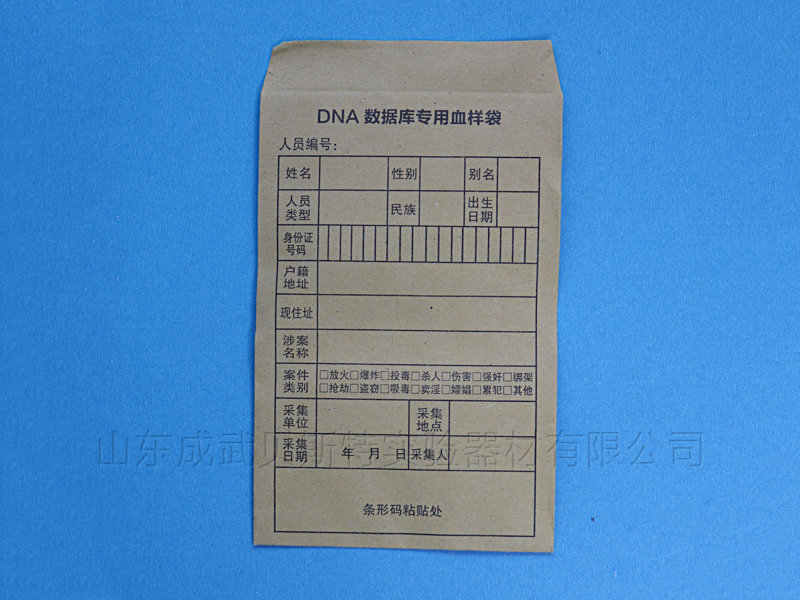 DNA 数据库专用血样袋
人员编号：
姓名 性别 别名
人员类型 民族 出生日期
身份证号码
户籍地址
现住址
涉案名称
案件类别 □放火□爆炸□投毒□杀人□伤害□强奸□绑架
□抢劫□盗窃□吸毒□卖淫□嫖娼□累犯□其他
采集单位 采集地点
山东成武贝斯特实验器材有限公司
采集日期 年 月 日 采集人
条形码粘贴处